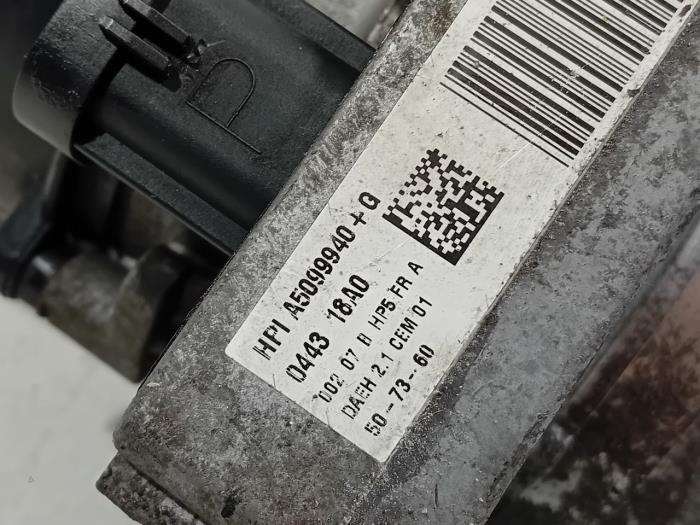 HPI A5099940 + G
0443 18A0
002 07 B HP5 FR A
DAEH 2.1 CEM 01
50-73-60